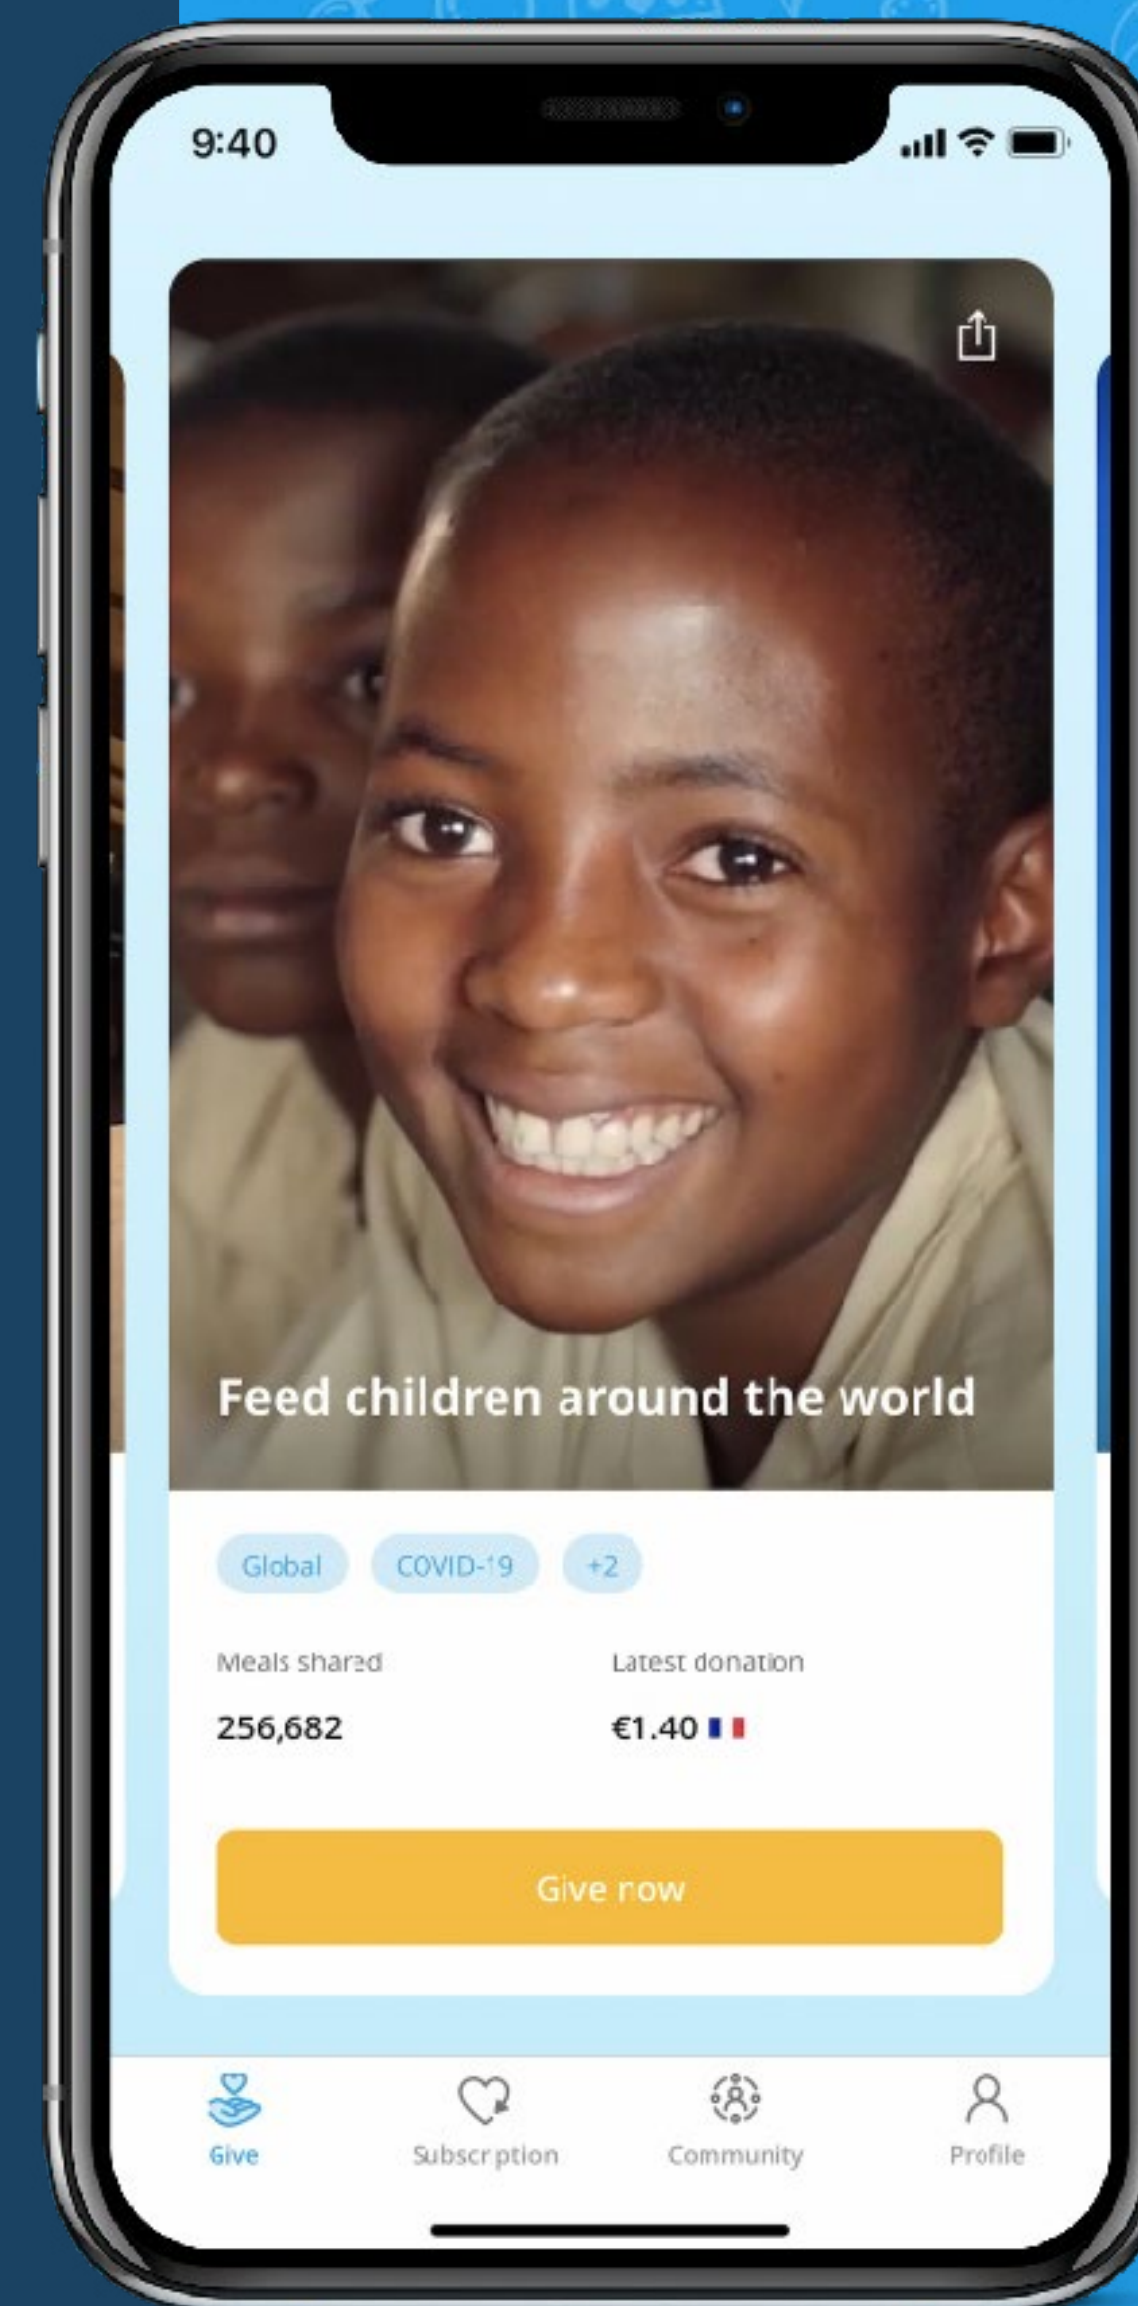 9:40
Feed children around the world
Global COVID-19 +2
Meals shared Latest donation
256,682 €1.40
Give now
Give Subscription Community Profile